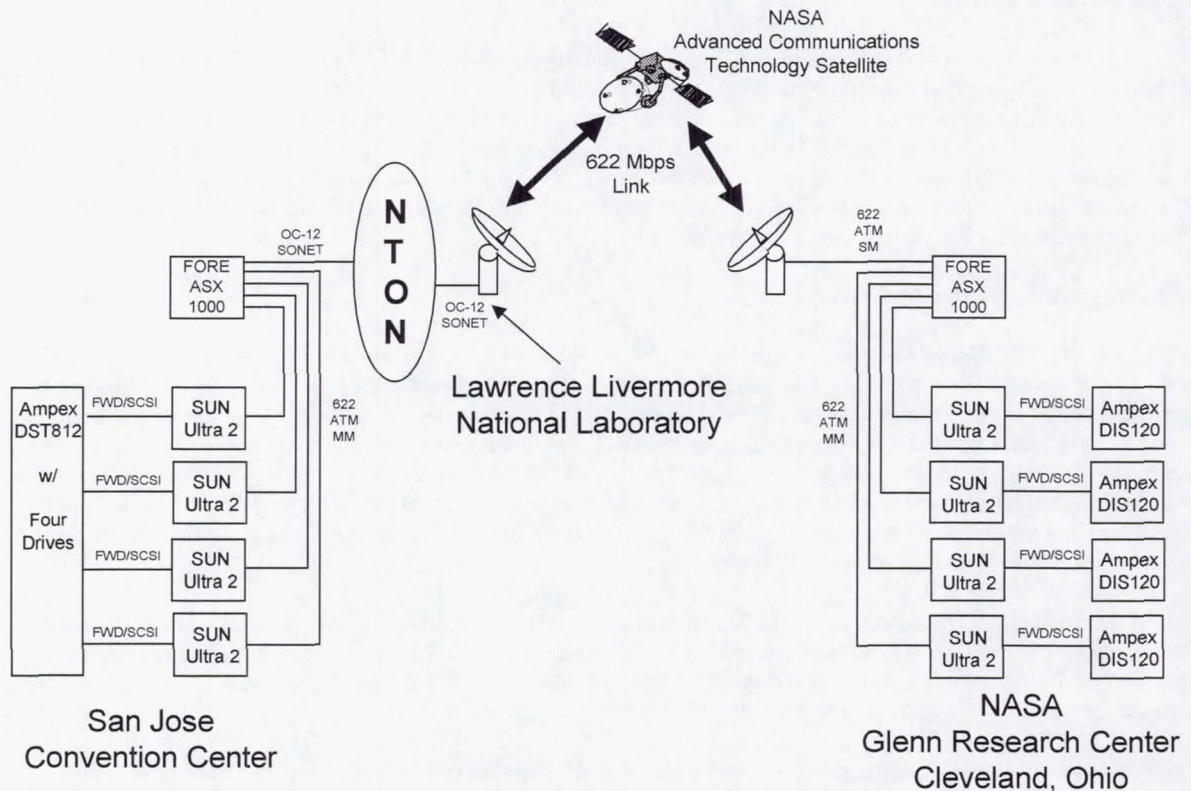 NASA
Advanced Communications
Technology Satellite
622 Mbps
Link
N
T
O
N
OC-12
SONET
OC-12
SONET
622
ATM
SM
FORE
ASX
1000
FORE
ASX
1000
Lawrence Livermore
National Laboratory
Ampex
DST812
w/
Four
Drives
FWD/SCSI
SUN
Ultra 2
FWD/SCSI
SUN
Ultra 2
FWD/SCSI
SUN
Ultra 2
FWD/SCSI
SUN
Ultra 2
622
ATM
MM
622
ATM
MM
SUN
Ultra 2
FWD/SCSI
Ampex
DIS120
SUN
Ultra 2
FWD/SCSI
Ampex
DIS120
SUN
Ultra 2
FWD/SCSI
Ampex
DIS120
SUN
Ultra 2
FWD/SCSI
Ampex
DIS120
San Jose
Convention Center
NASA
Glenn Research Center
Cleveland, Ohio